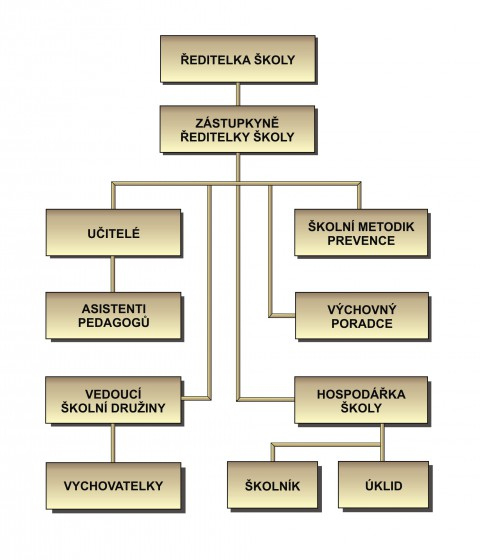 ŘEDITELKA ŠKOLY
ZÁSTUPKYNĚ
ŘEDITELKY ŠKOLY
UČITELÉ
ŠKOLNÍ METODIK
PREVENCE
ASISTENTI
PEDAGOGŮ
VÝCHOVNÝ
PORADCE
VEDOUCÍ
ŠKOLNÍ DRUŽINY
HOSPODÁŘKA
ŠKOLY
VYCHOVATELKY
ŠKOLNÍK
ÚKLID